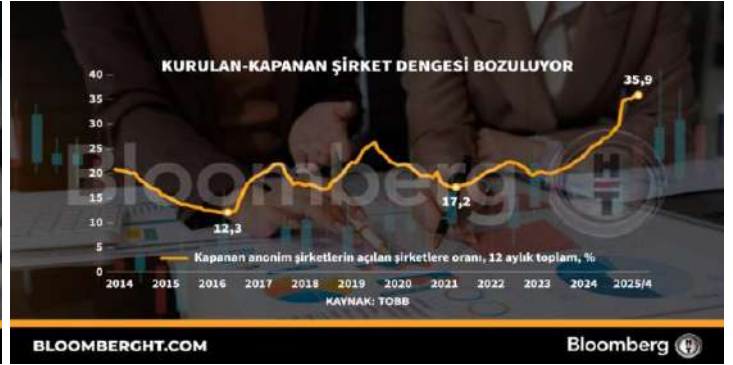 KURULAN-KAPANAN ŞİRKET DENGESİ BOZULUYOR
40
35
30
25
20
15
10
5
0
35,9
12,3
17,2
Bloomberg HT
Kapanan anonim şirketlerin açılan şirketlere oranı, 12 aylık toplam, %
2014 2015 2016 2017 2018 2019 2020 2021 2022 2023 2024 2025/4
KAYNAK: TOBB
BLOOMBERGHT.COM
Bloomberg HT